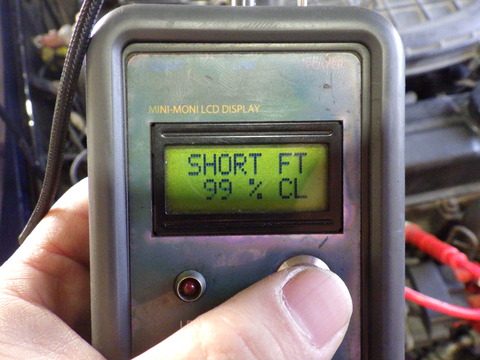 MINI-MONI LCD DISPLAY
SHORT FT
99 % CL